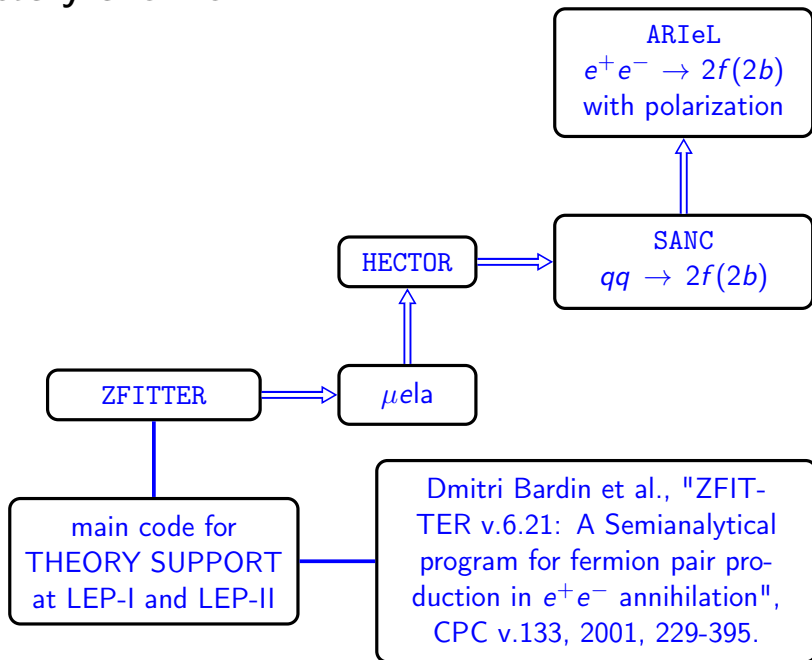 ARIeL
e⁺e⁻ → 2f(2b)
with polarization
HECTOR
SANC
qq → 2f(2b)
ZFITTER
μela
main code for
THEORY SUPPORT
at LEP-I and LEP-II
Dmitri Bardin et al., "ZFIT-
TER v.6.21: A Semianalytical
program for fermion pair pro-
duction in e⁺e⁻ annihilation",
CPC v.133, 2001, 229-395.